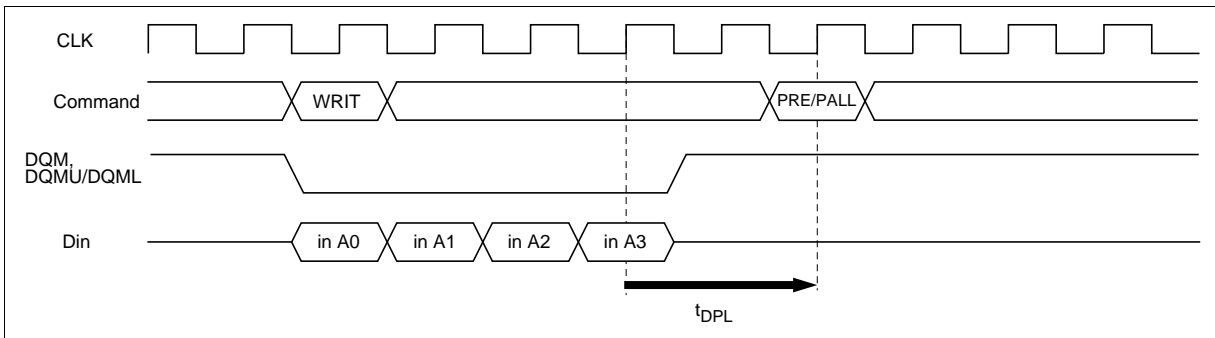 CLK
Command
WRIT
PRE/PALL
DQM,
DQMU/DQML
Din
in A0
in A1
in A2
in A3
tDPL